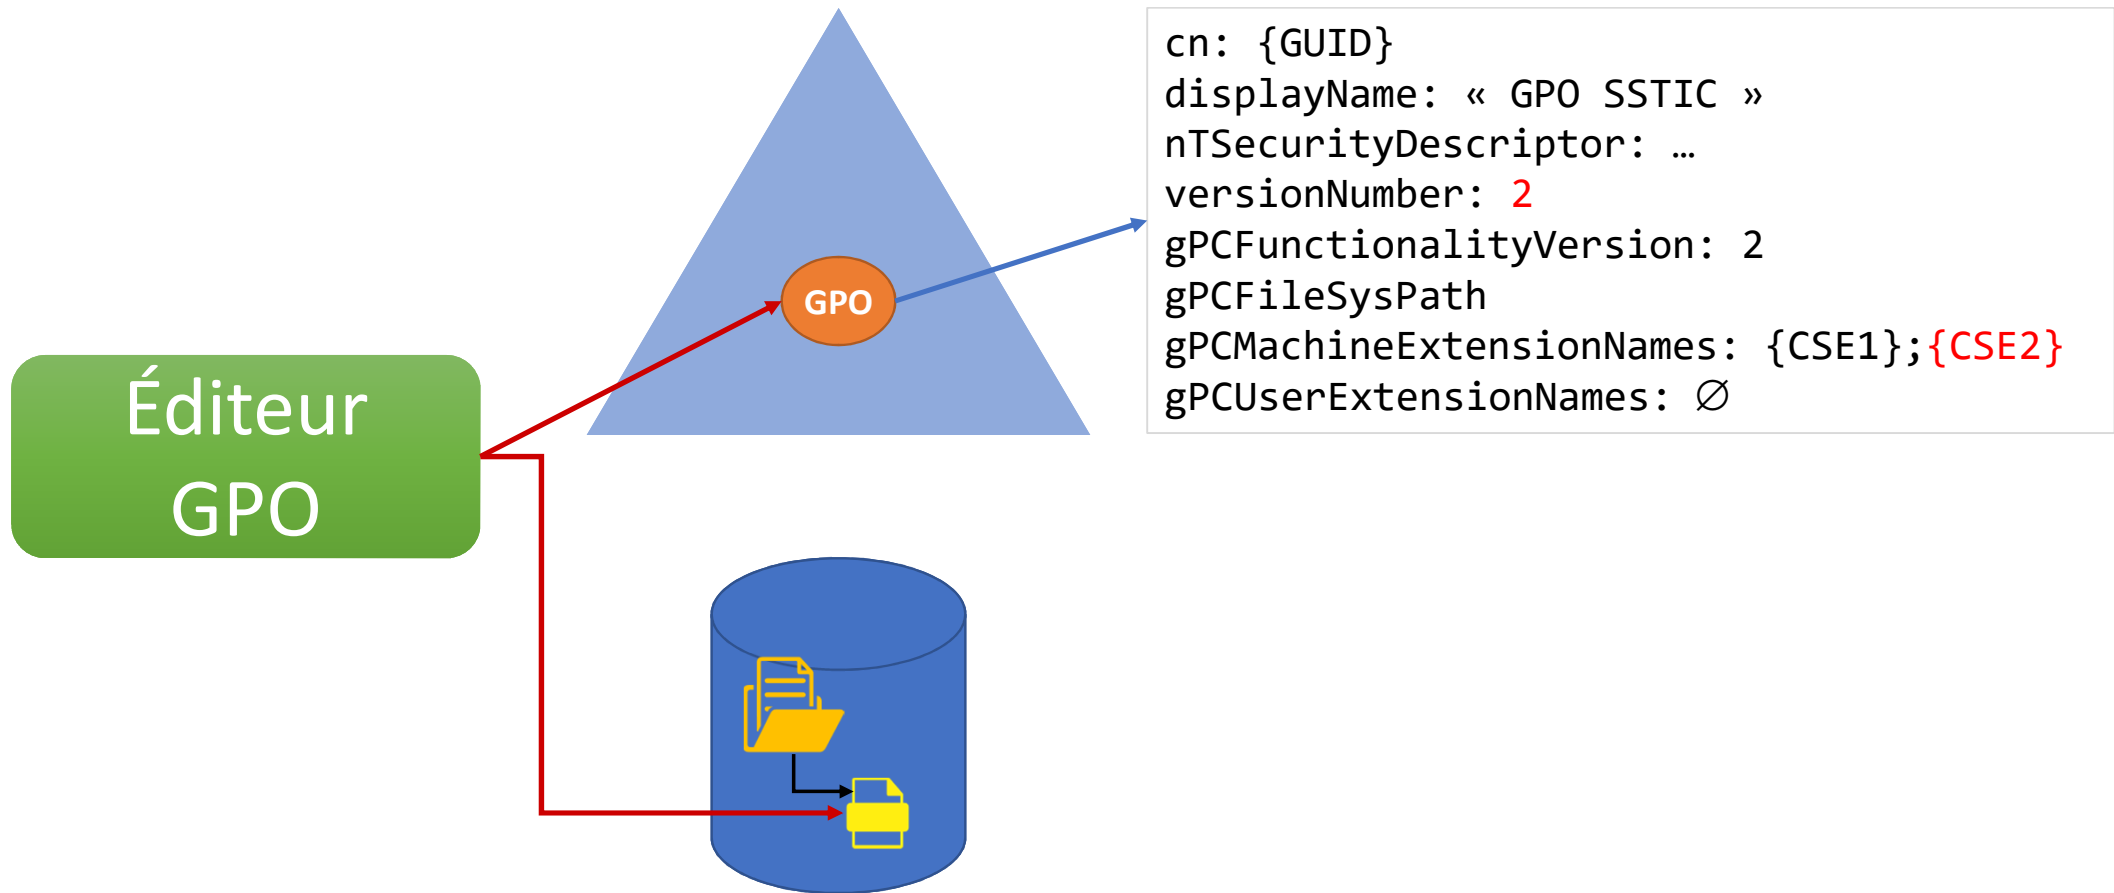 cn: {GUID}
displayName: « GPO SSTIC »
nTSecurityDescriptor: …
versionNumber: 2
gPCFunctionalityVersion: 2
gPCFileSysPath
gPCMachineExtensionNames: {CSE1};{CSE2}
gPCUserExtensionNames: ∅
GPO
Éditeur
GPO